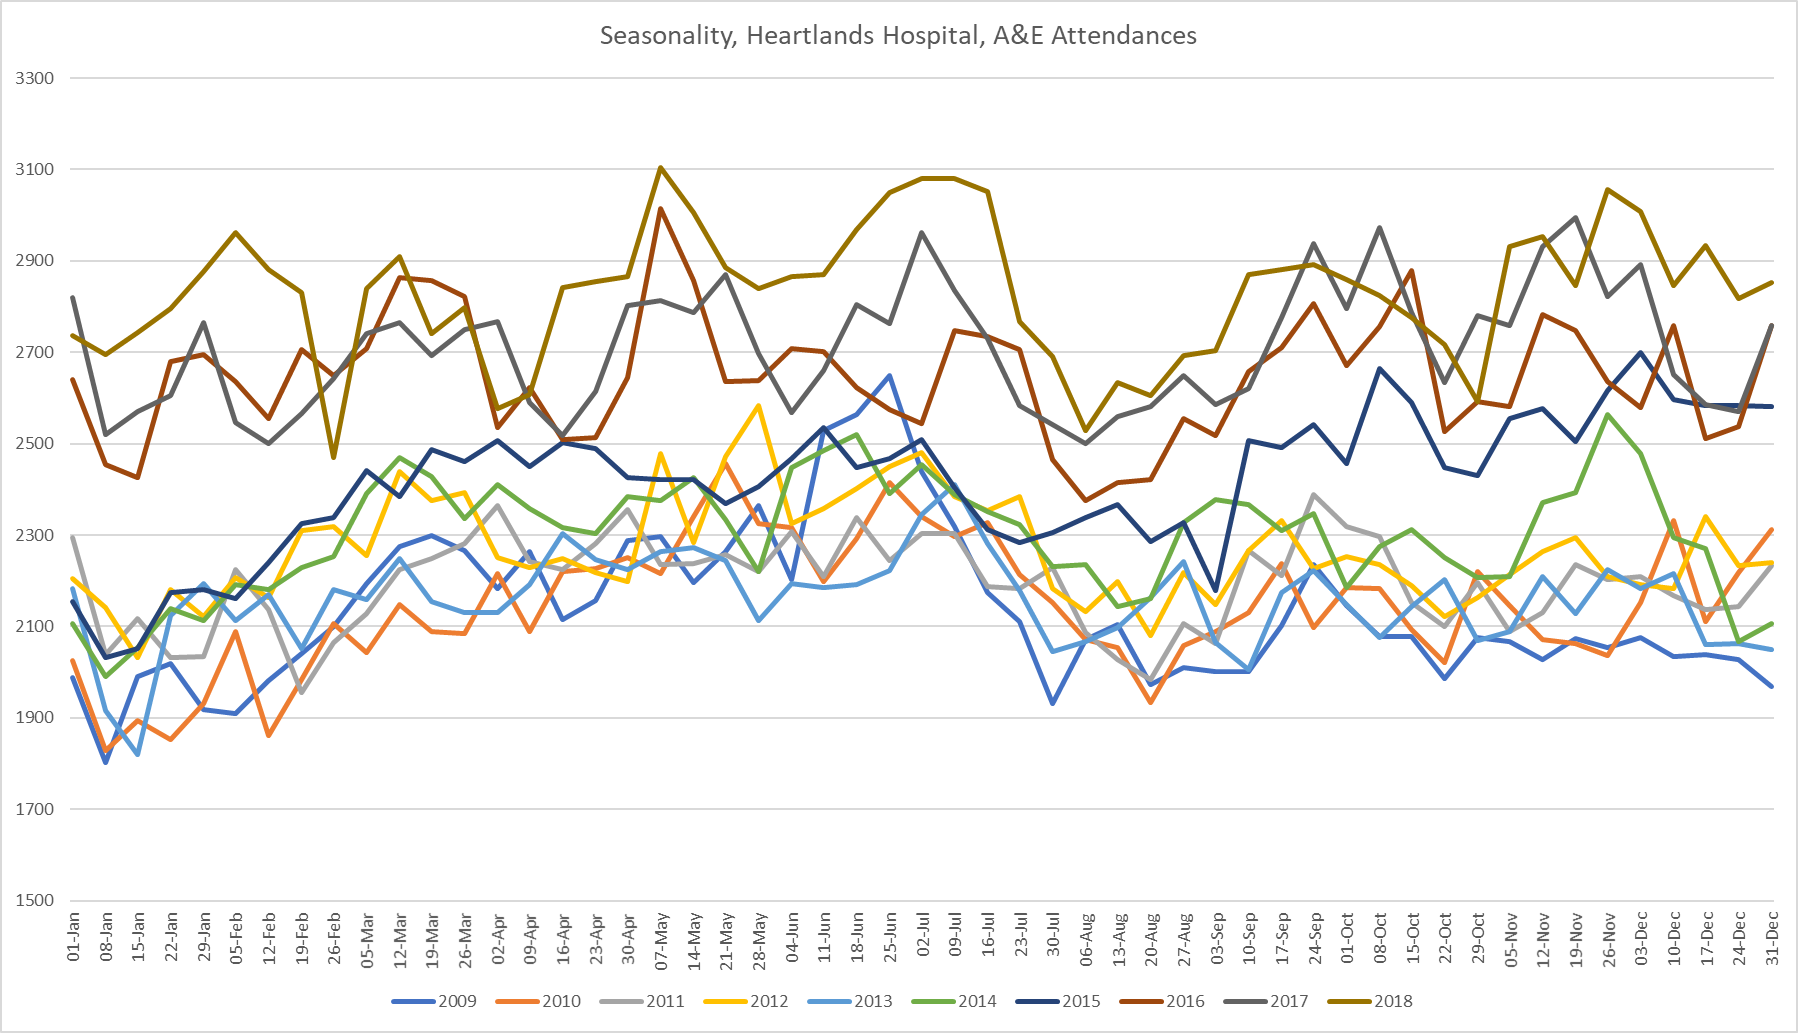 Seasonality, Heartlands Hospital, A&E Attendances
3300
3100
2900
2700
2500
2300
2100
1900
1700
1500
01-Jan
08-Jan
15-Jan
22-Jan
29-Jan
05-Feb
12-Feb
19-Feb
26-Feb
05-Mar
12-Mar
19-Mar
26-Mar
02-Apr
09-Apr
16-Apr
23-Apr
30-Apr
07-May
14-May
21-May
28-May
04-Jun
11-Jun
18-Jun
25-Jun
02-Jul
09-Jul
16-Jul
23-Jul
30-Jul
06-Aug
13-Aug
20-Aug
27-Aug
03-Sep
10-Sep
17-Sep
24-Sep
01-Oct
08-Oct
15-Oct
22-Oct
29-Oct
05-Nov
12-Nov
19-Nov
26-Nov
03-Dec
10-Dec
17-Dec
24-Dec
31-Dec
2009 2010 2011 2012 2013 2014 2015 2016 2017 2018